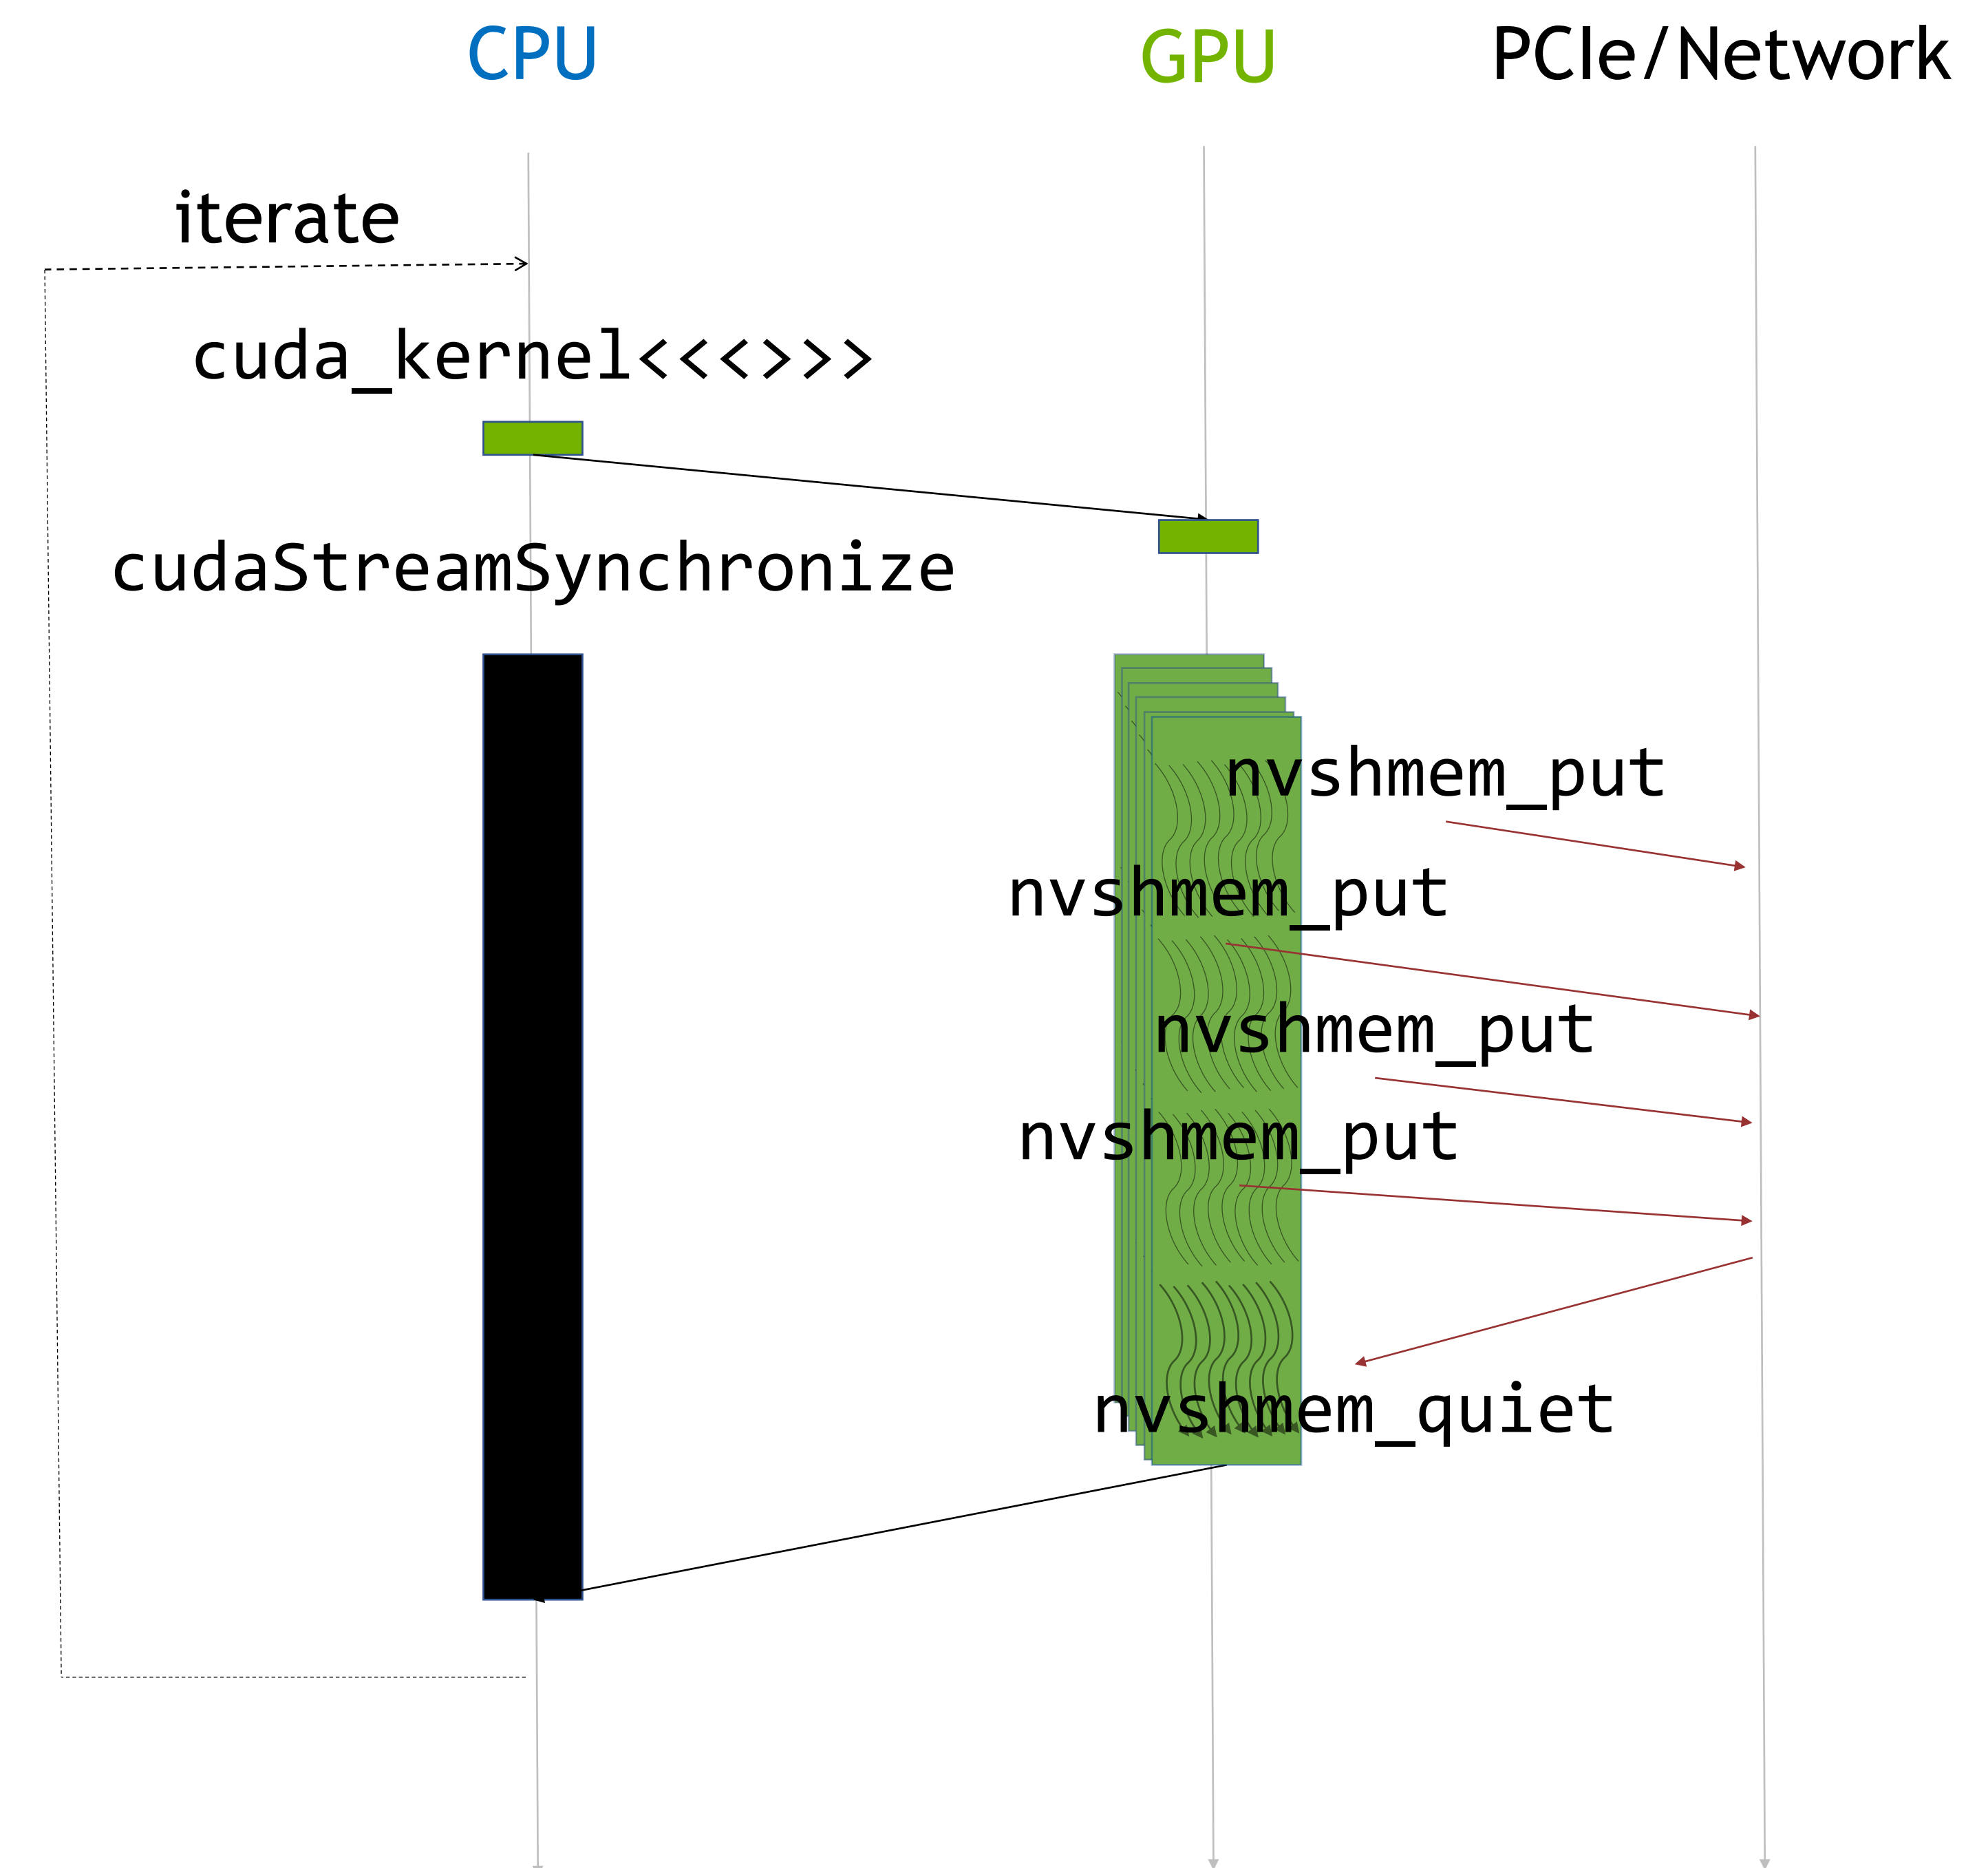 CPU
GPU
PCIe/Network
iterate
cuda_kernel<<<>>>
cudaStreamSynchronize
nvshmem_put
nvshmem_put
nvshmem_put
nvshmem_put
nvshmem_quiet